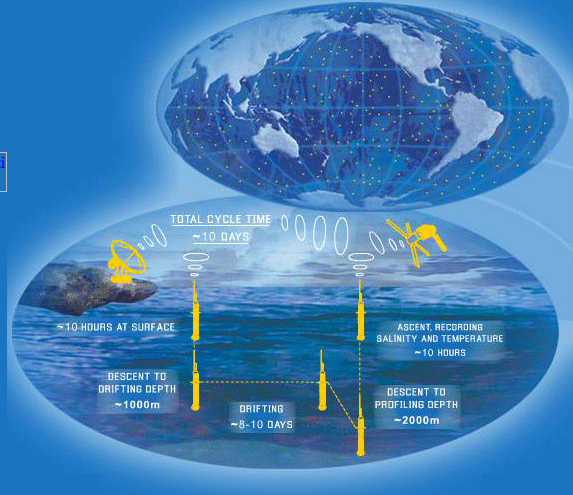 TOTAL CYCLE TIME
~10 DAYS
~10 HOURS AT SURFACE
ASCENT, RECORDING
SALINITY AND TEMPERATURE
~10 HOURS
DESCENT TO
DRIFTING DEPTH
~1000m
DRIFTING
~8-10 DAYS
DESCENT TO
PROFILING DEPTH
~2000m